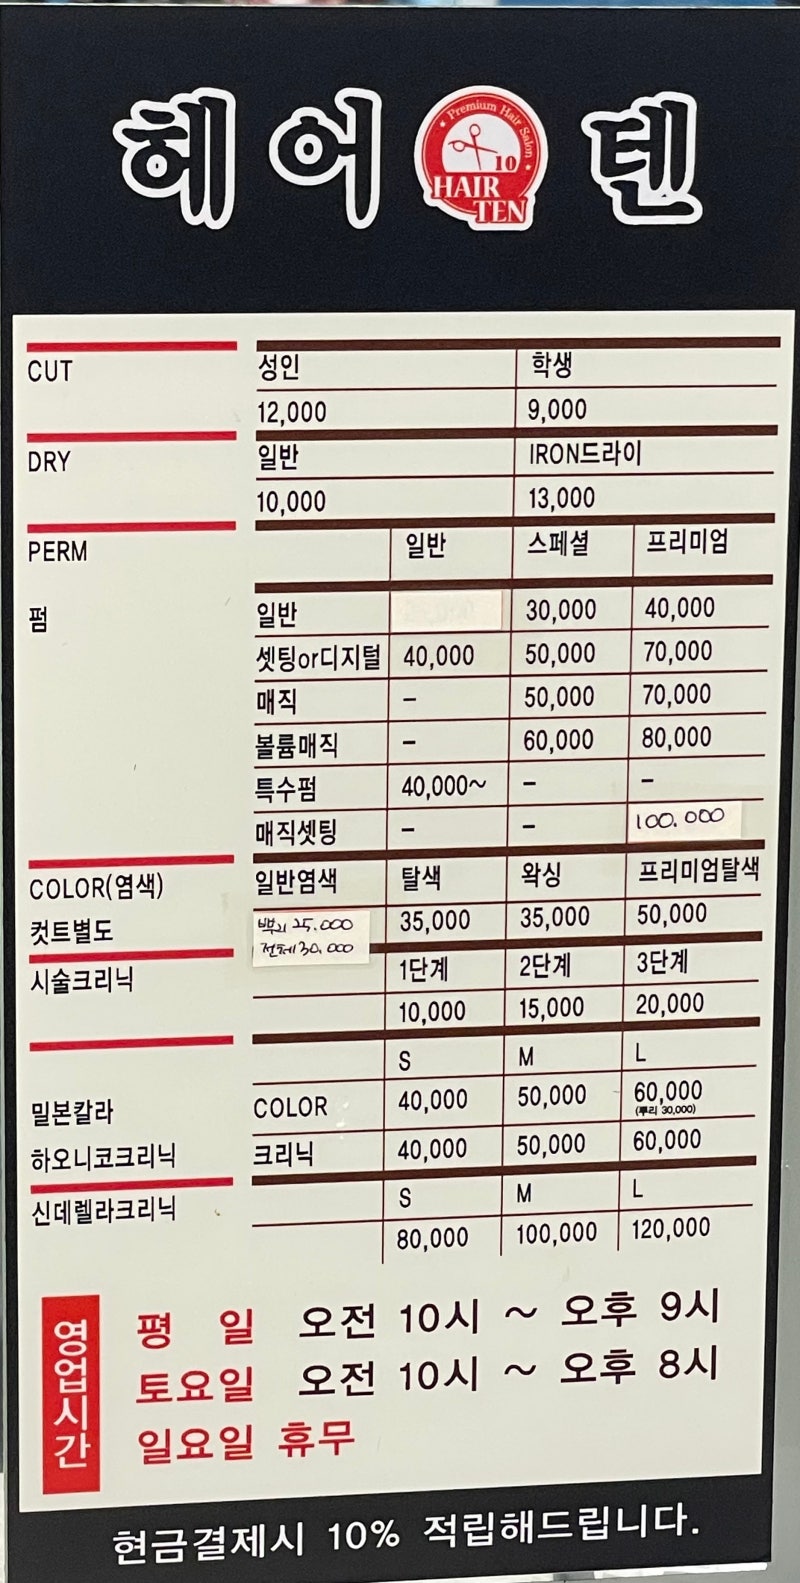 헤어 텐
Premium Hair Salon
10
HAIR
TEN
CUT 성인 학생
12,000 9,000
DRY 일반 IRON드라이
10,000 13,000
PERM 일반 스페셜 프리미엄
펌 일반 30,000 40,000
셋팅or디지털 40,000 50,000 70,000
매직 - 50,000 70,000
볼륨매직 - 60,000 80,000
특수펌 40,000~ - -
매직셋팅 - - 100.000
COLOR(염색) 일반염색 탈색 왁싱 프리미엄탈색
컷트별도 뿌리 25.000 35,000 35,000 50,000
전체 30,000
시술크리닉 1단계 2단계 3단계
10,000 15,000 20,000
S M L
밀본칼라 COLOR 40,000 50,000 60,000
(뿌리 30,000)
하오니코크리닉 크리닉 40,000 50,000 60,000
신데렐라크리닉 S M L
80,000 100,000 120,000
영업시간
평 일 오전 10시 ~ 오후 9시
토요일 오전 10시 ~ 오후 8시
일요일 휴무
현금결제시 10% 적립해드립니다.